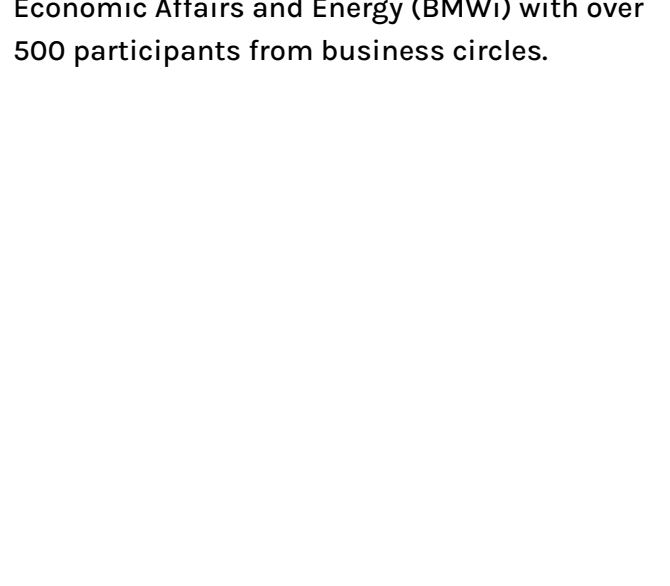 Economic Affairs and Energy (BMWi) with over
500 participants from business circles.